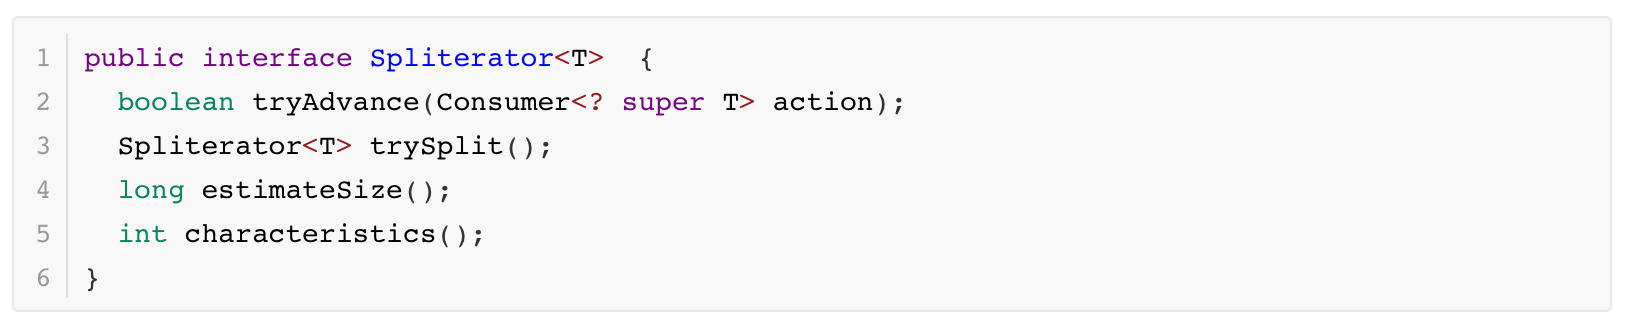 1 public interface Spliterator<T>  {
2   boolean tryAdvance(Consumer<? super T> action);
3   Spliterator<T> trySplit();
4   long estimateSize();
5   int characteristics();
6 }